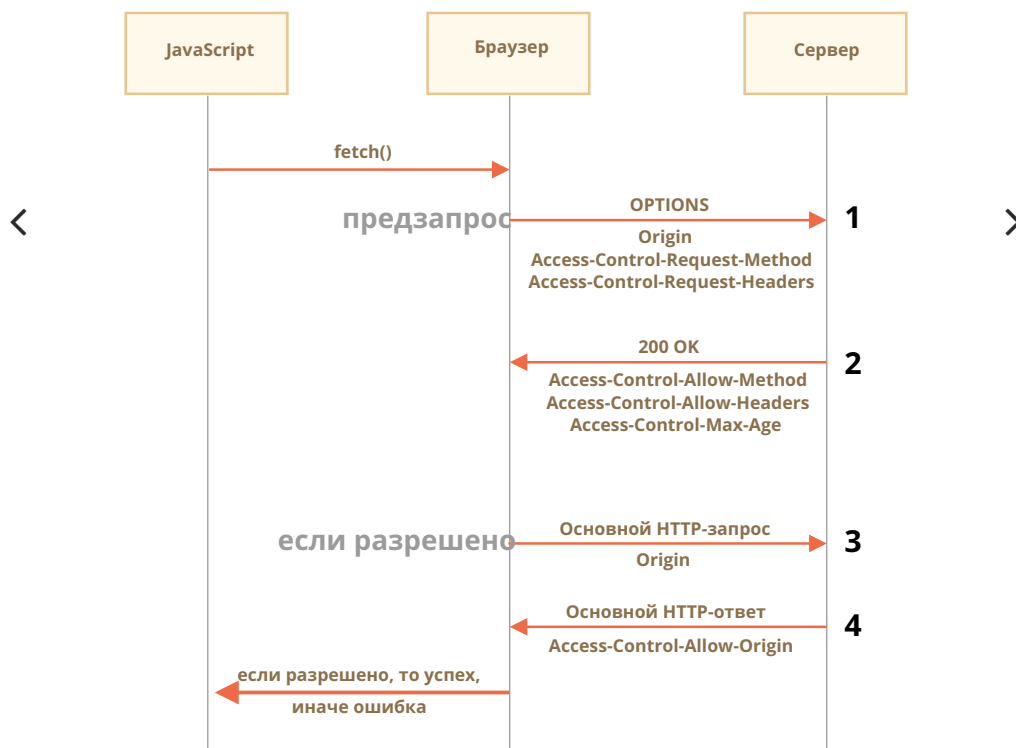 JavaScript
Браузер
Сервер
fetch()
предзапрос
OPTIONS
1
Origin
Access-Control-Request-Method
Access-Control-Request-Headers
200 OK
2
Access-Control-Allow-Method
Access-Control-Allow-Headers
Access-Control-Max-Age
если разрешено
Основной HTTP-запрос
3
Origin
Основной HTTP-ответ
4
Access-Control-Allow-Origin
если разрешено, то успех,
иначе ошибка